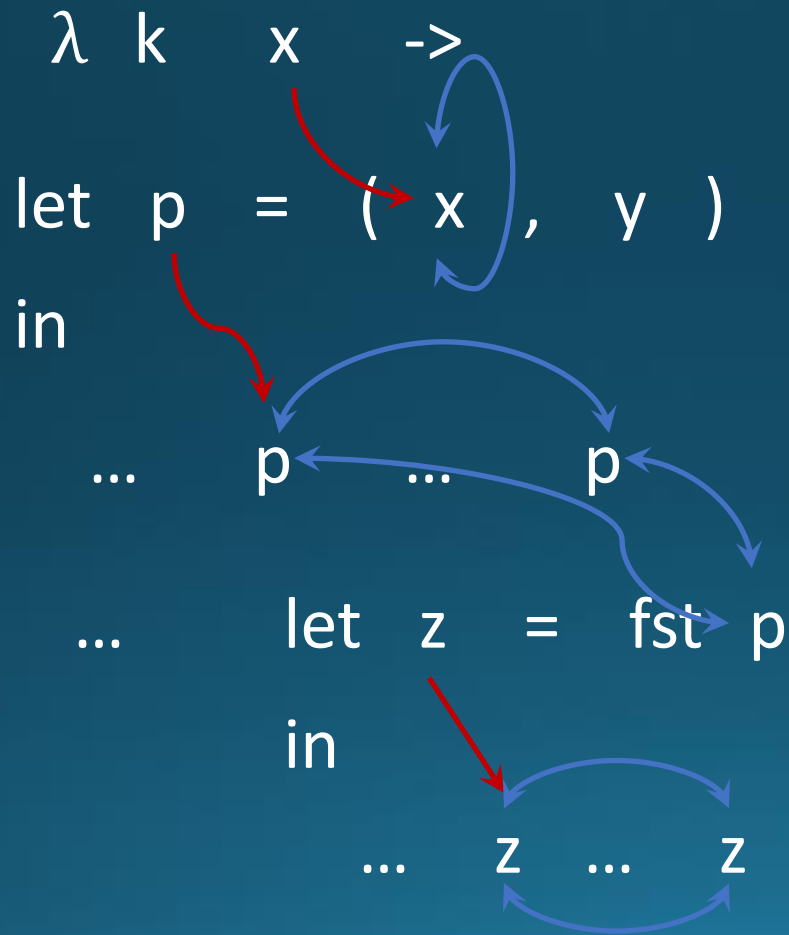 λ k x ->
let p = ( x , y )
in
... p ... p
... let z = fst p
in
... z ... z